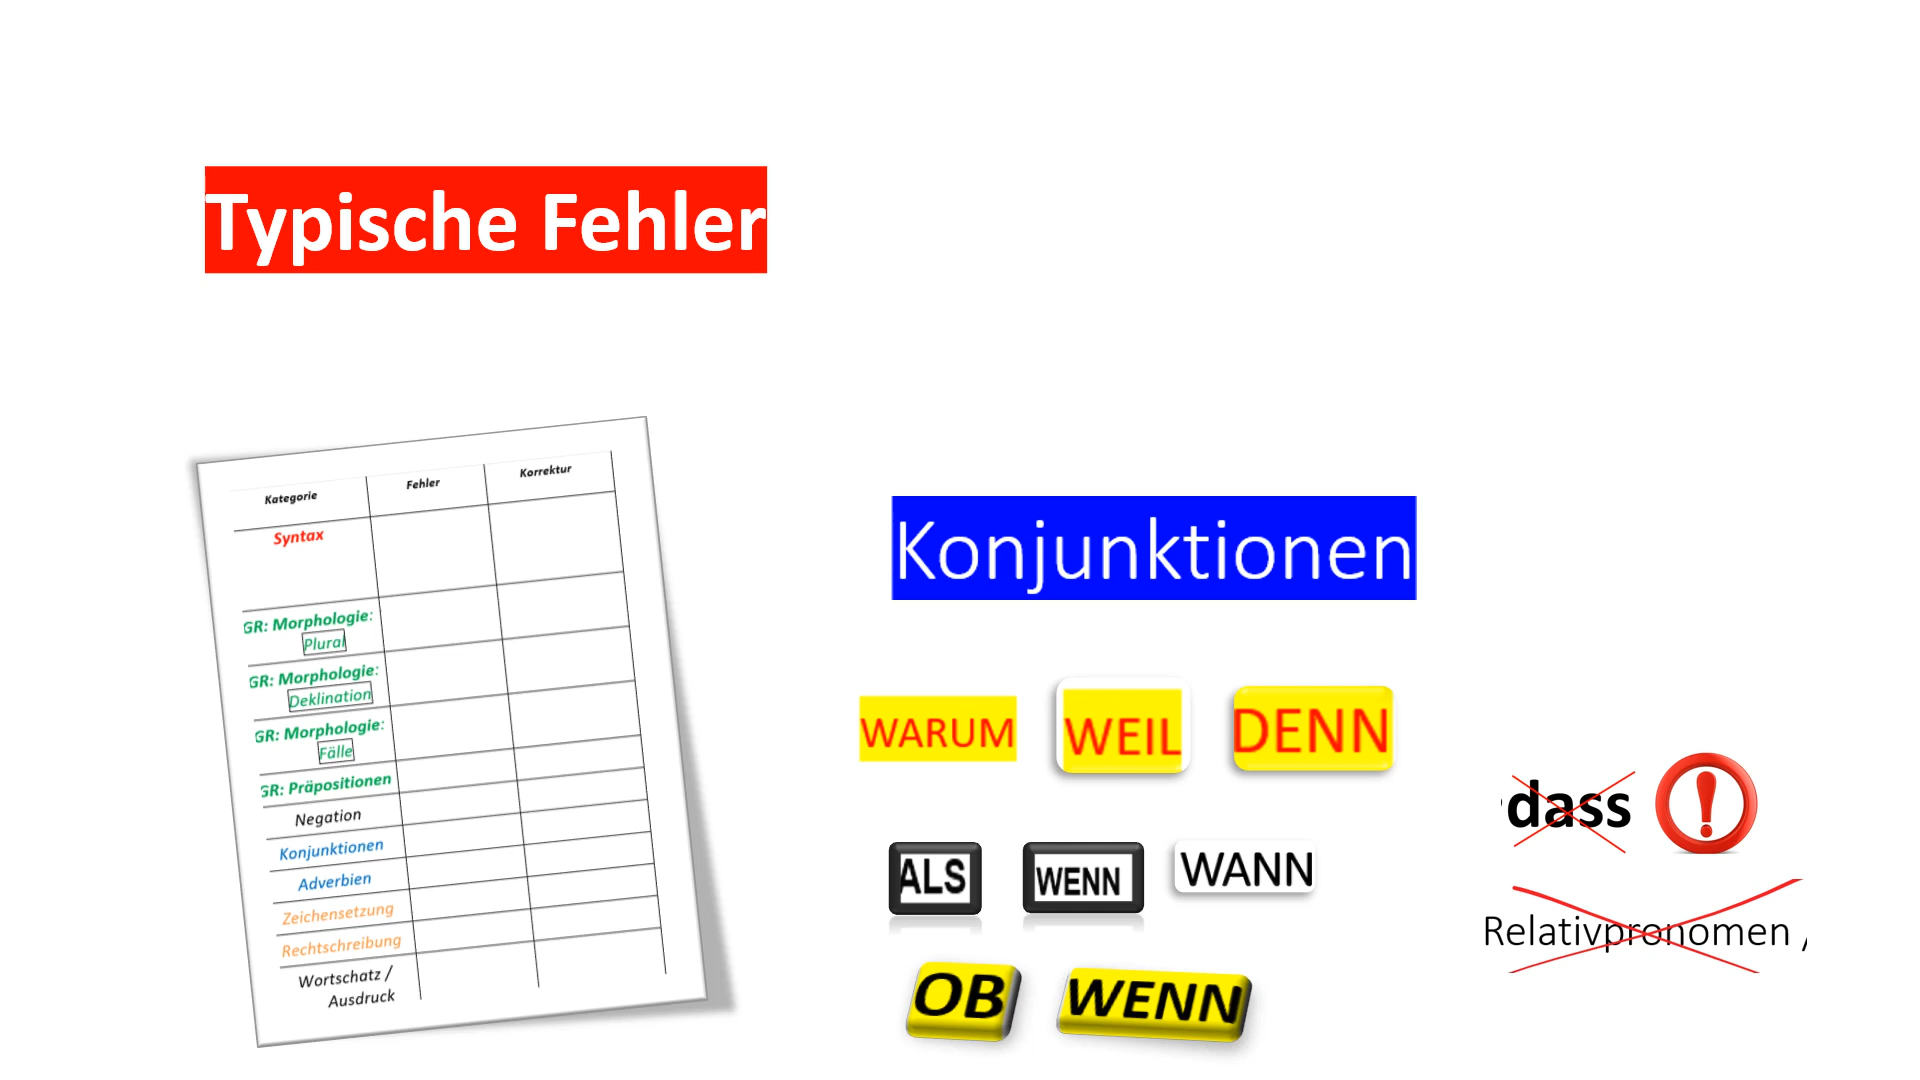 Typische Fehler
Kategorie Fehler Korrektur
Syntax
GR: Morphologie:
Plural
GR: Morphologie:
Deklination
GR: Morphologie:
Fälle
GR: Präpositionen
Negation
Konjunktionen
Adverbien
Zeichensetzung
Rechtschreibung
Wortschatz /
Ausdruck
Konjunktionen
WARUM WEIL DENN
ALS WENN WANN
OB WENN
dass
Relativpronomen /